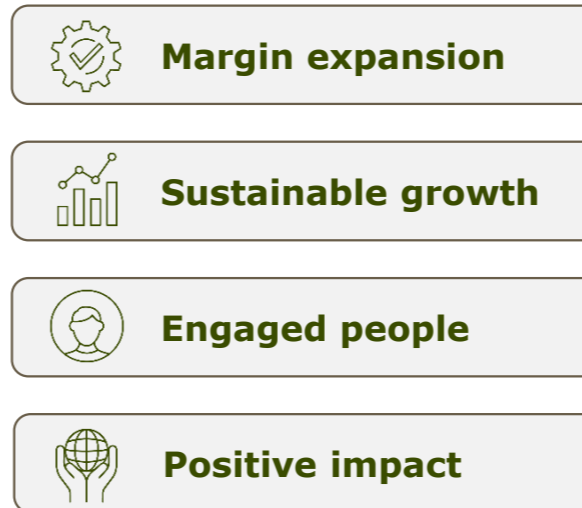 Margin expansion
Sustainable growth
Engaged people
Positive impact